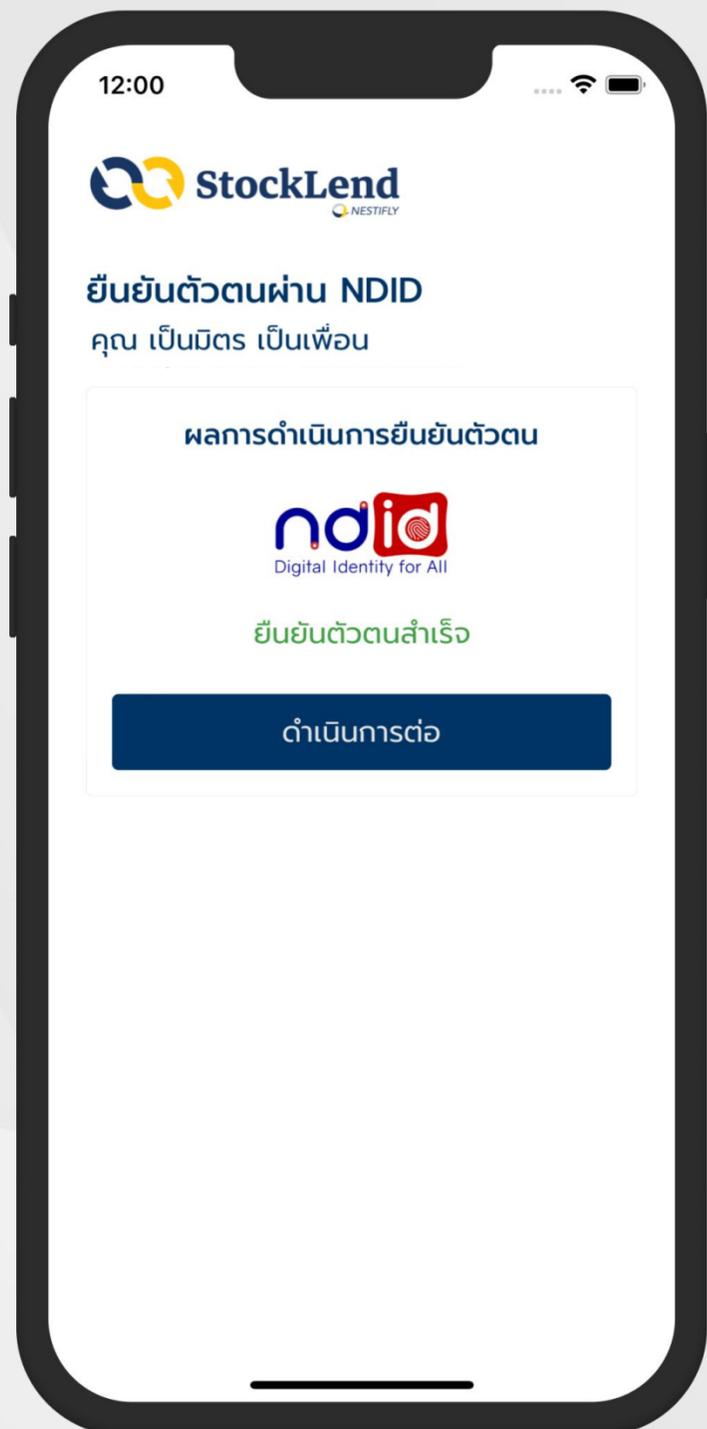 12:00
StockLend
NESTIFLY
ยืนยันตัวตนผ่าน NDID
คุณ เป็นมิตร เป็นเพื่อน
ผลการดำเนินการยืนยันตัวตน
ndid
Digital Identity for All
ยืนยันตัวตนสำเร็จ
ดำเนินการต่อ